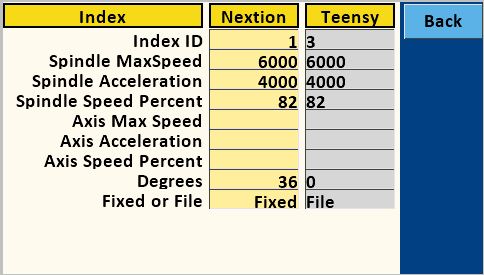 Index Nextion Teensy Back
Index ID 1 3
Spindle MaxSpeed 6000 6000
Spindle Acceleration 4000 4000
Spindle Speed Percent 82 82
Axis Max Speed
Axis Acceleration
Axis Speed Percent
Degrees 36 0
Fixed or File Fixed File